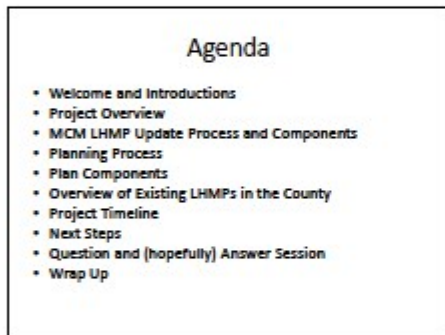 Agenda
• Welcome and Introductions
• Project Overview
• MCM LHMP Update Process and Components
• Planning Process
• Plan Components
• Overview of Existing LHMPs in the County
• Project Timeline
• Next Steps
• Question and (hopefully) Answer Session
• Wrap Up